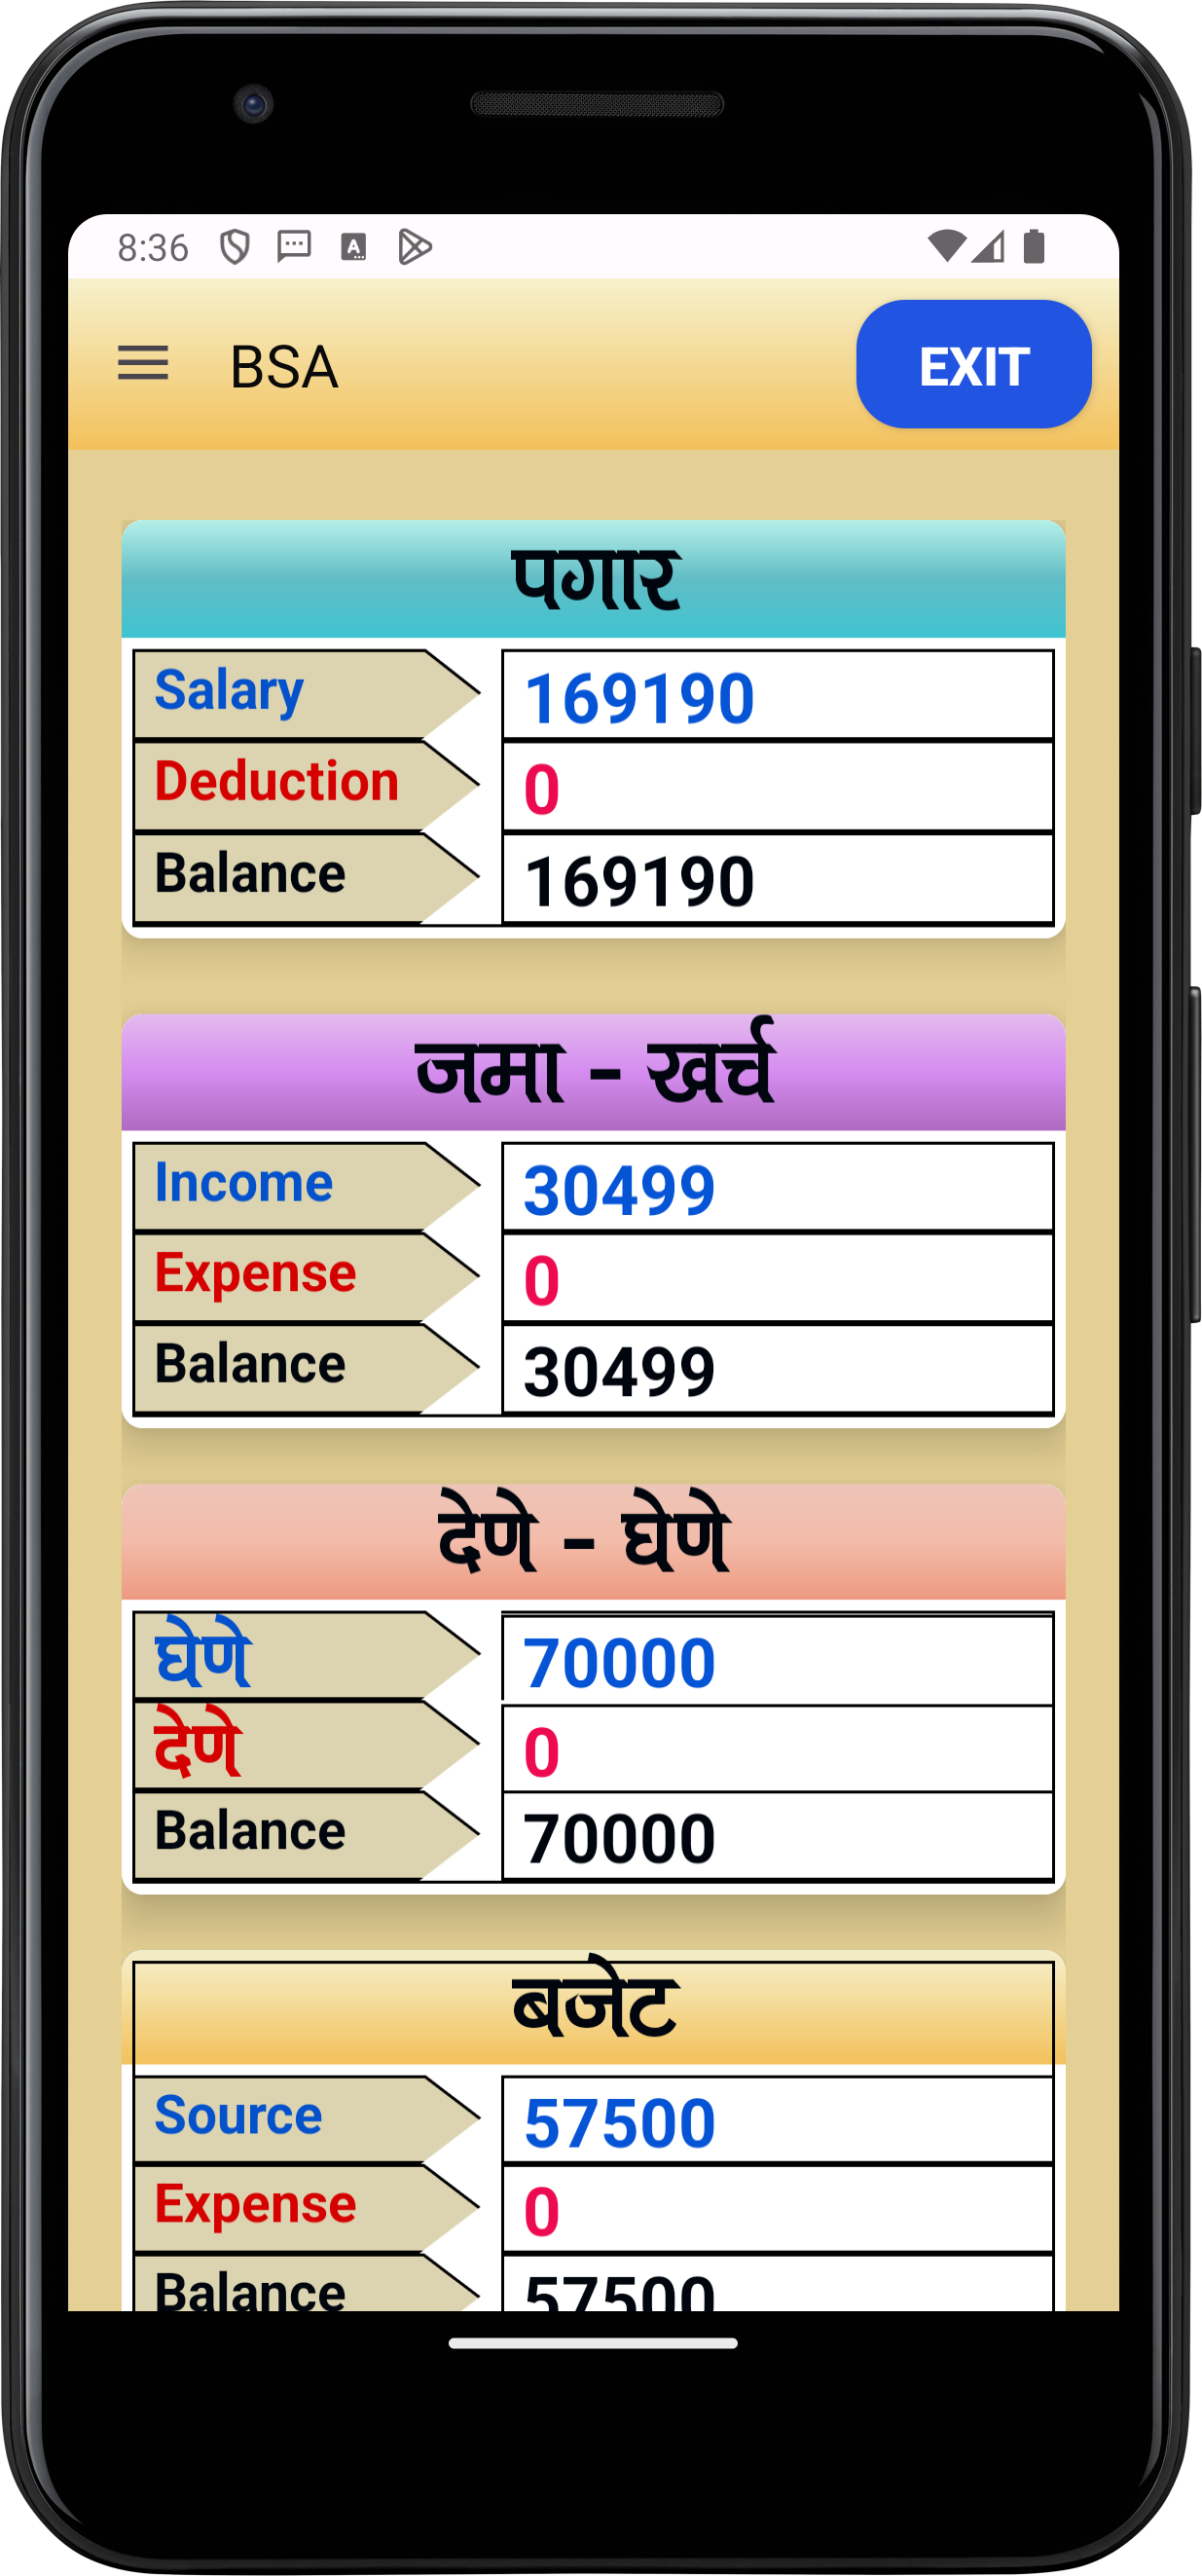 8:36
BSA EXIT
पगार
Salary 169190
Deduction 0
Balance 169190
जमा - खर्च
Income 30499
Expense 0
Balance 30499
देणे - घेणे
घेणे 70000
देणे 0
Balance 70000
बजेट
Source 57500
Expense 0
Balance 57500